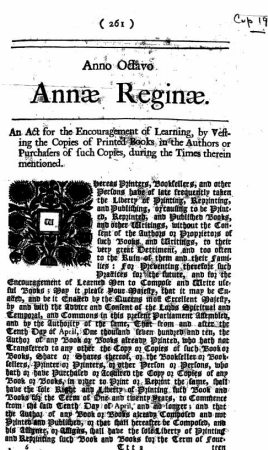 ( 261 )
Cup 19
Anno Octavo
Annæ Reginæ.
An Act for the Encouragement of Learning, by Vest-
ing the Copies of Printed Books in the Authors or
Purchasers of such Copies, during the Times therein
mentioned.
Whereas Printers, Booksellers, and other
Persons have of late frequently taken
the Liberty of Printing, Reprinting,
and Publishing, or causing to be Print-
ed, Reprinted, and Published Books,
and other Writings, without the Con-
sent of the Authors or Proprietors of
such Books and Writings, to their
very great Detriment, and too often
to the Ruin of them and their Fami-
lies: For Preventing therefore such
Practices for the future, and for the
Encouragement of Learned Men to Compose and Write use-
ful Books; May it please Your Majesty, that it may be En-
acted, and be it Enacted by the Queens most Excellent Majesty,
by and with the Advice and Consent of the Lords Spiritual and
Temporal, and Commons in this present Parliament Assembled,
and by the Authority of the same, That from and after the
Tenth Day of April, One thousand seven hundred and ten, the
Author of any Book or Books already Printed, who hath not
Transferred to any other the Copy or Copies of such Book or
Books, Share or Shares thereof, or the Bookseller or Book-
sellers, Printer or Printers, or other Person or Persons, who
hath or have Purchased or Acquired the Copy or Copies of any
Book or Books, in order to Print or Reprint the same, shall
have the sole Right and Liberty of Printing such Book and
Books for the Term of One and twenty Years, to Commence
from the said Tenth Day of April, and no longer; and that
the Author of any Book or Books already Composed and not
Printed and Published, or that shall hereafter be Composed, and
his Assignee, or Assigns, shall have the sole Liberty of Printing
and Reprinting such Book and Books for the Term of Four-